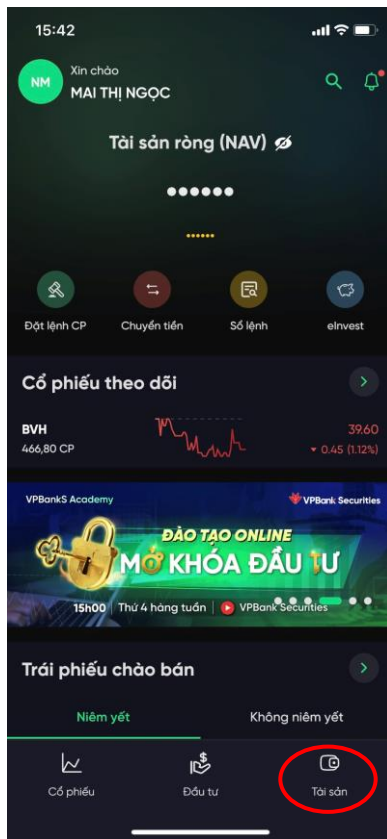 15:42
NM
Xin chào
MAI THỊ NGỌC
Tài sản ròng (NAV)
Đặt lệnh CP
Chuyển tiền
Sổ lệnh
eInvest
Cổ phiếu theo dõi
BVH
39.60
466,80 CP
0.45 (1.12%)
VPBankS Academy
VPBank Securities
ĐÀO TẠO ONLINE
MỞ KHÓA ĐẦU TƯ
15h00 | Thứ 4 hàng tuần | VPBank Securities
Trái phiếu chào bán
Niêm yết
Không niêm yết
Cổ phiếu
Đầu tư
Tài sản